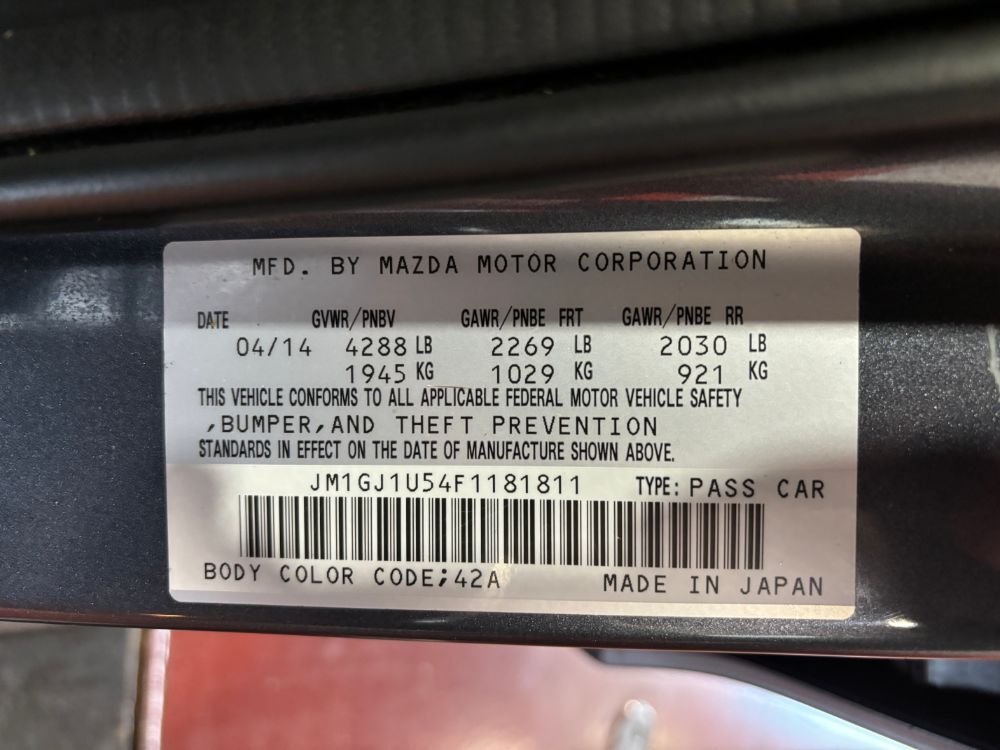 MFD. BY MAZDA MOTOR CORPORATION
DATE GVWR/PNBV GAWR/PNBE FRT GAWR/PNBE RR
04/14 4288 LB 2269 LB 2030 LB
1945 KG 1029 KG 921 KG
THIS VEHICLE CONFORMS TO ALL APPLICABLE FEDERAL MOTOR VEHICLE SAFETY
,BUMPER,AND THEFT PREVENTION
STANDARDS IN EFFECT ON THE DATE OF MANUFACTURE SHOWN ABOVE.
JM1GJ1U54F1181811 TYPE: PASS CAR
BODY COLOR CODE;42A MADE IN JAPAN